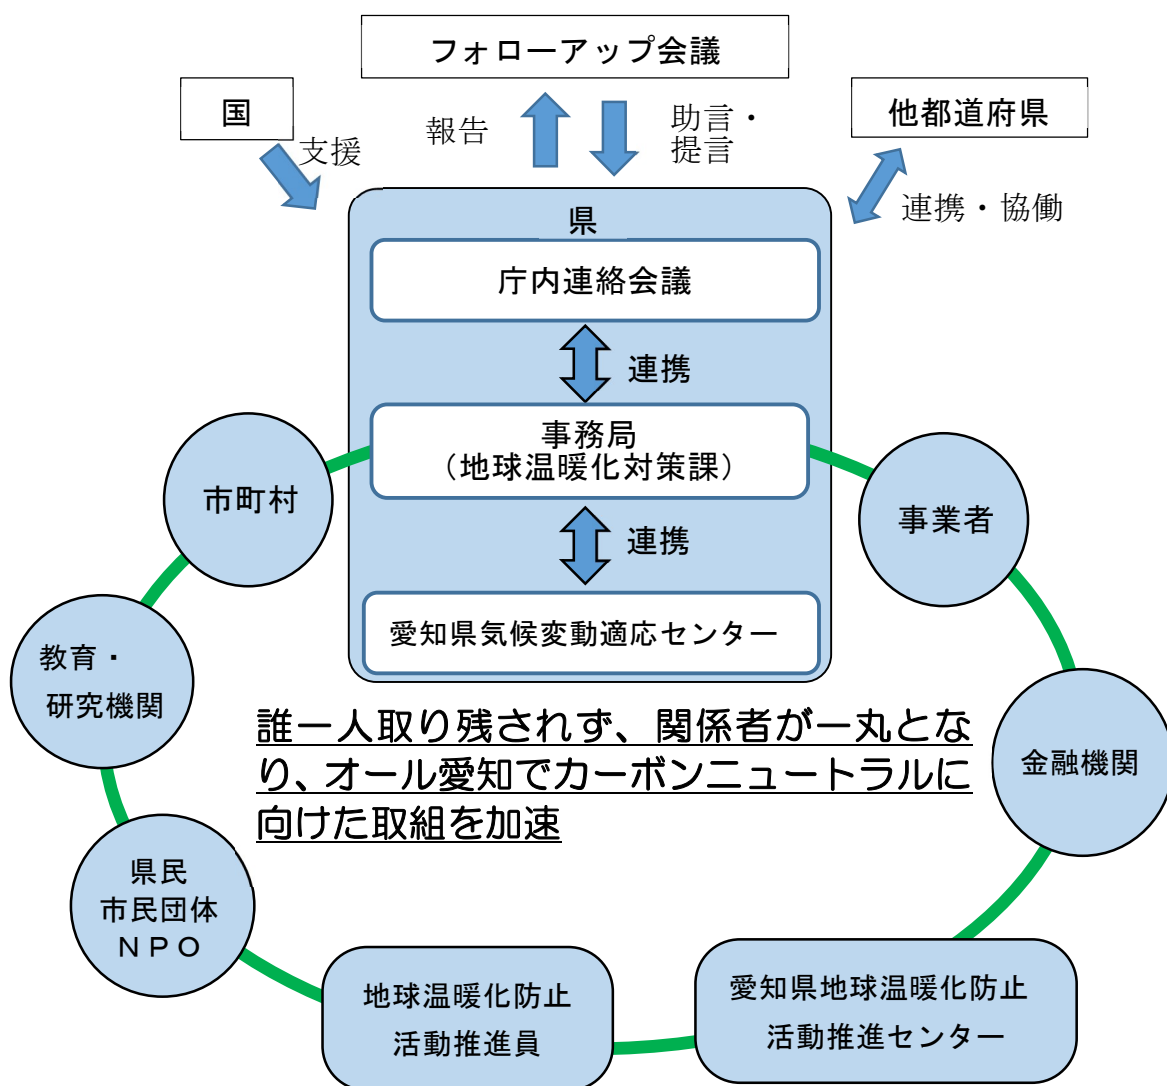 フォローアップ会議
国
他都道府県
支援
報告
助言・
提言
連携・協働
県
庁内連絡会議
連携
事務局
（地球温暖化対策課）
連携
愛知県気候変動適応センター
市町村
事業者
教育・
研究機関
金融機関
誰一人取り残されず、関係者が一丸とな
り、オール愛知でカーボンニュートラルに
向けた取組を加速
県民
市民団体
ＮＰＯ
地球温暖化防止
活動推進員
愛知県地球温暖化防止
活動推進センター